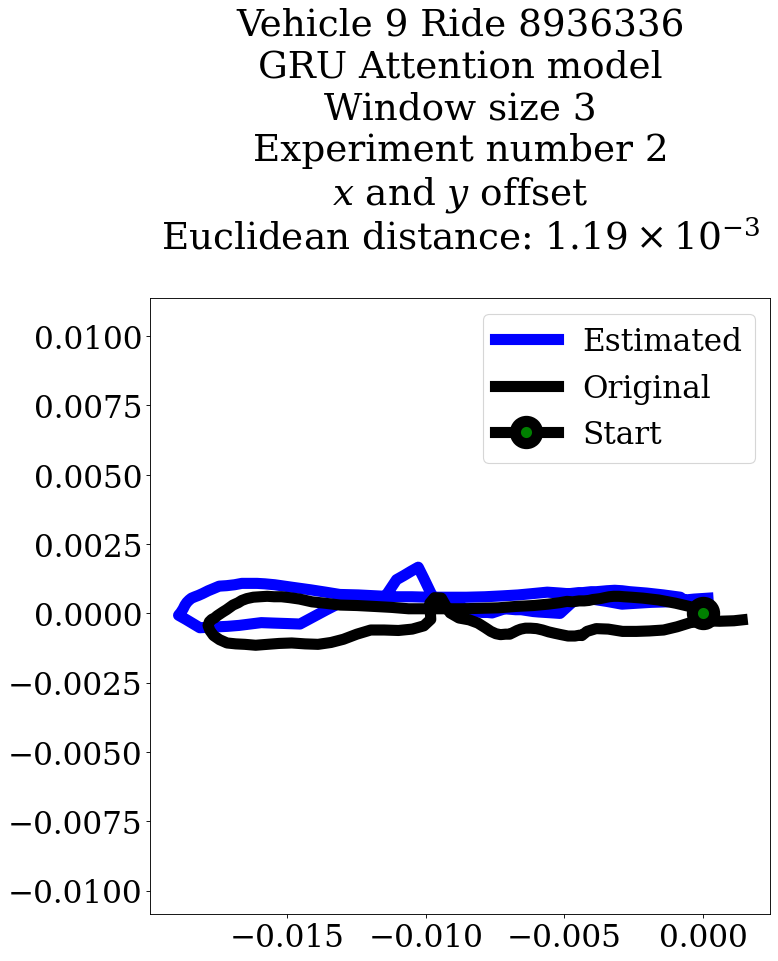 Vehicle 9 Ride 8936336
GRU Attention model
Window size 3
Experiment number 2
x and y offset
Euclidean distance: 1.19 × 10⁻³
Estimated
Original
Start
0.0100
0.0075
0.0050
0.0025
0.0000
−0.0025
−0.0050
−0.0075
−0.0100
−0.015 −0.010 −0.005 0.000